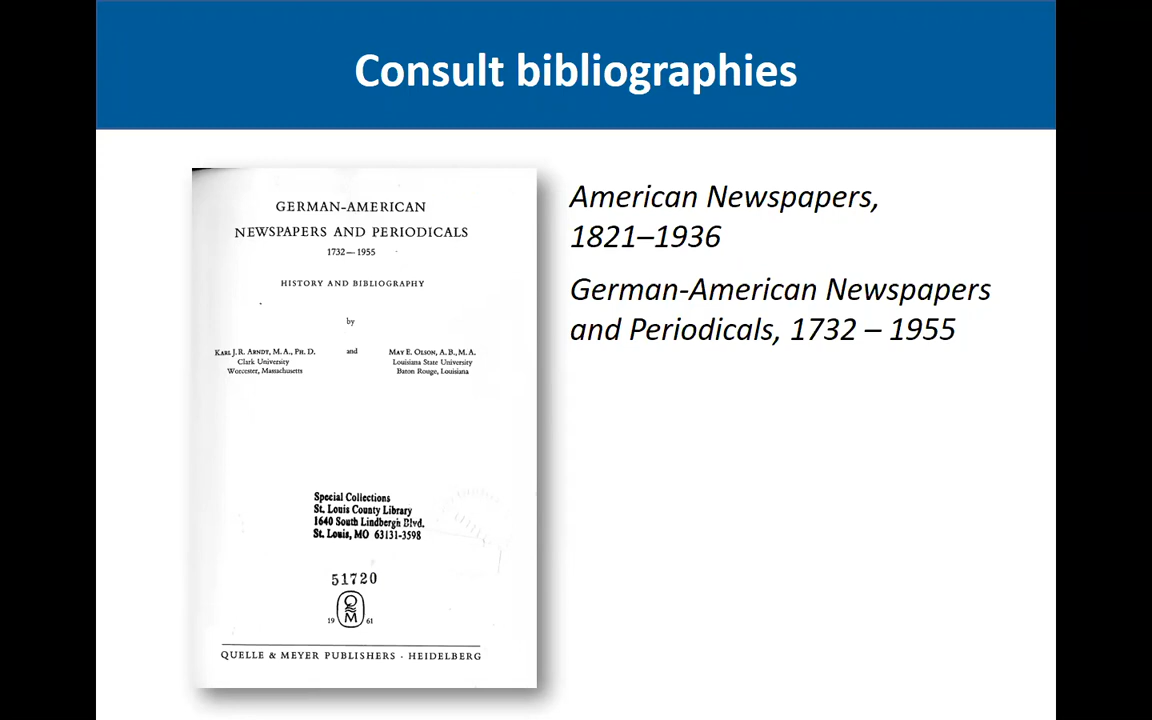 Consult bibliographies
GERMAN-AMERICAN
NEWSPAPERS AND PERIODICALS
1732—1955
HISTORY AND BIBLIOGRAPHY
by
KARL J.R. ARNDT, M.A., PH. D.
Clark University
Worcester, Massachusetts
and
MAY E. OLSON, A.B., M.A.
Louisiana State University
Baton Rouge, Louisiana
Special Collections
St. Louis County Library
1640 South Lindbergh Blvd.
St. Louis, MO 63131-3598
51720
19 Q M 61
QUELLE & MEYER PUBLISHERS · HEIDELBERG
American Newspapers,
1821–1936
German-American Newspapers
and Periodicals, 1732 – 1955